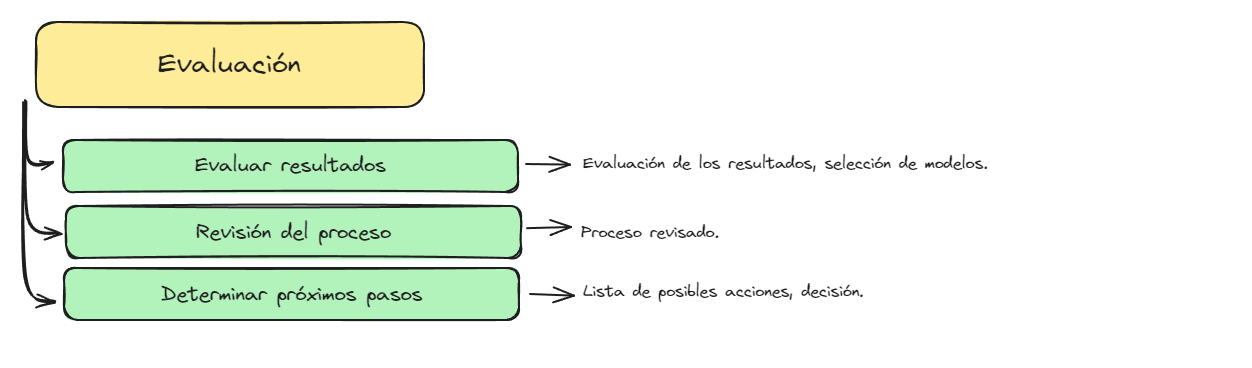 Evaluación
Evaluar resultados
Evaluación de los resultados, selección de modelos.
Revisión del proceso
Proceso revisado.
Determinar próximos pasos
Lista de posibles acciones, decisión.